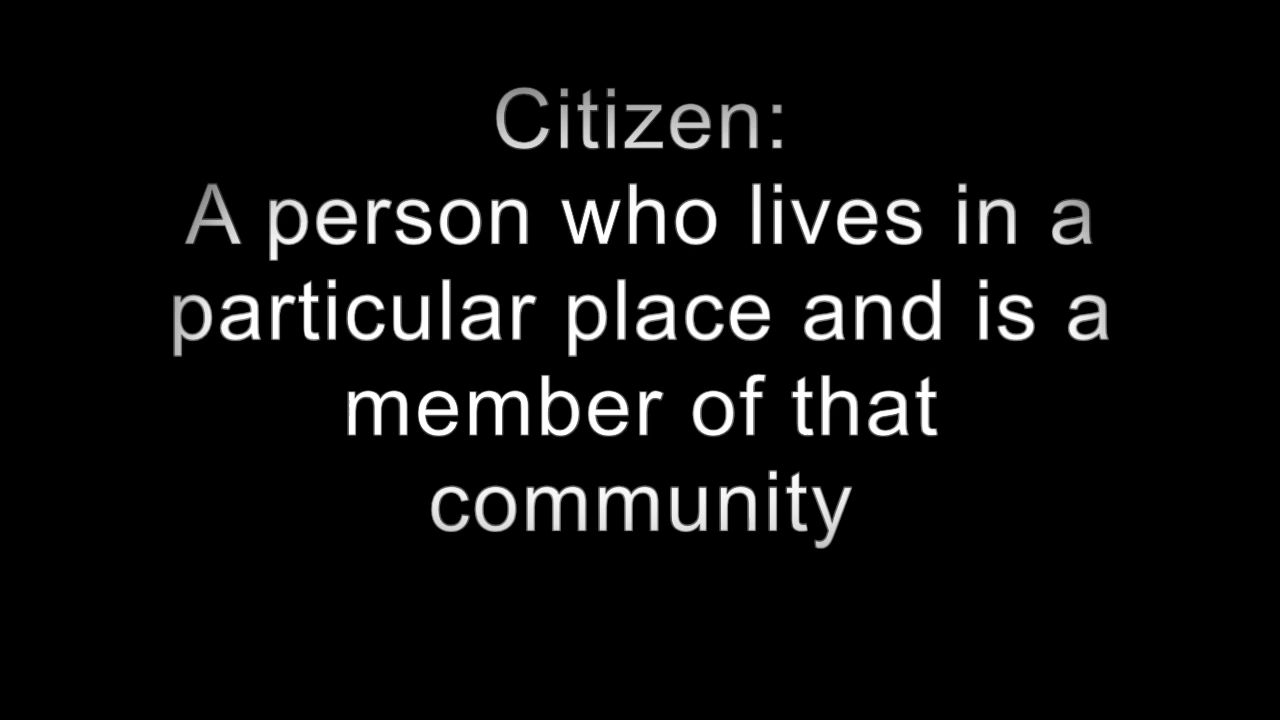 Citizen:
A person who lives in a
particular place and is a
member of that
community